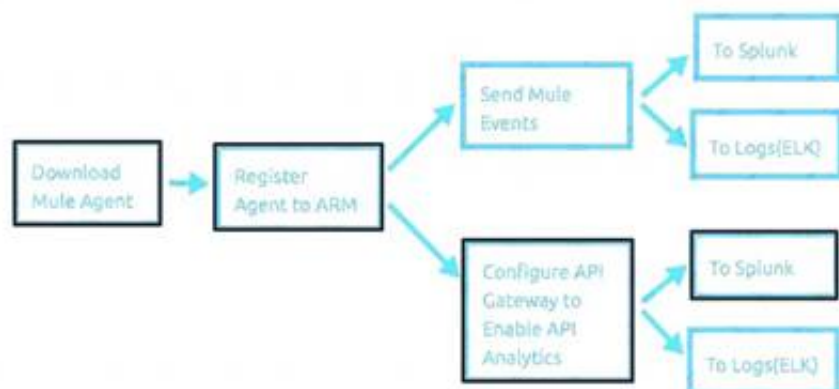 Download
Mule Agent
Register
Agent to ARM
Send Mule
Events
To Splunk
To Logs(ELK)
Configure API
Gateway to
Enable API
Analytics
To Splunk
To Logs(ELK)